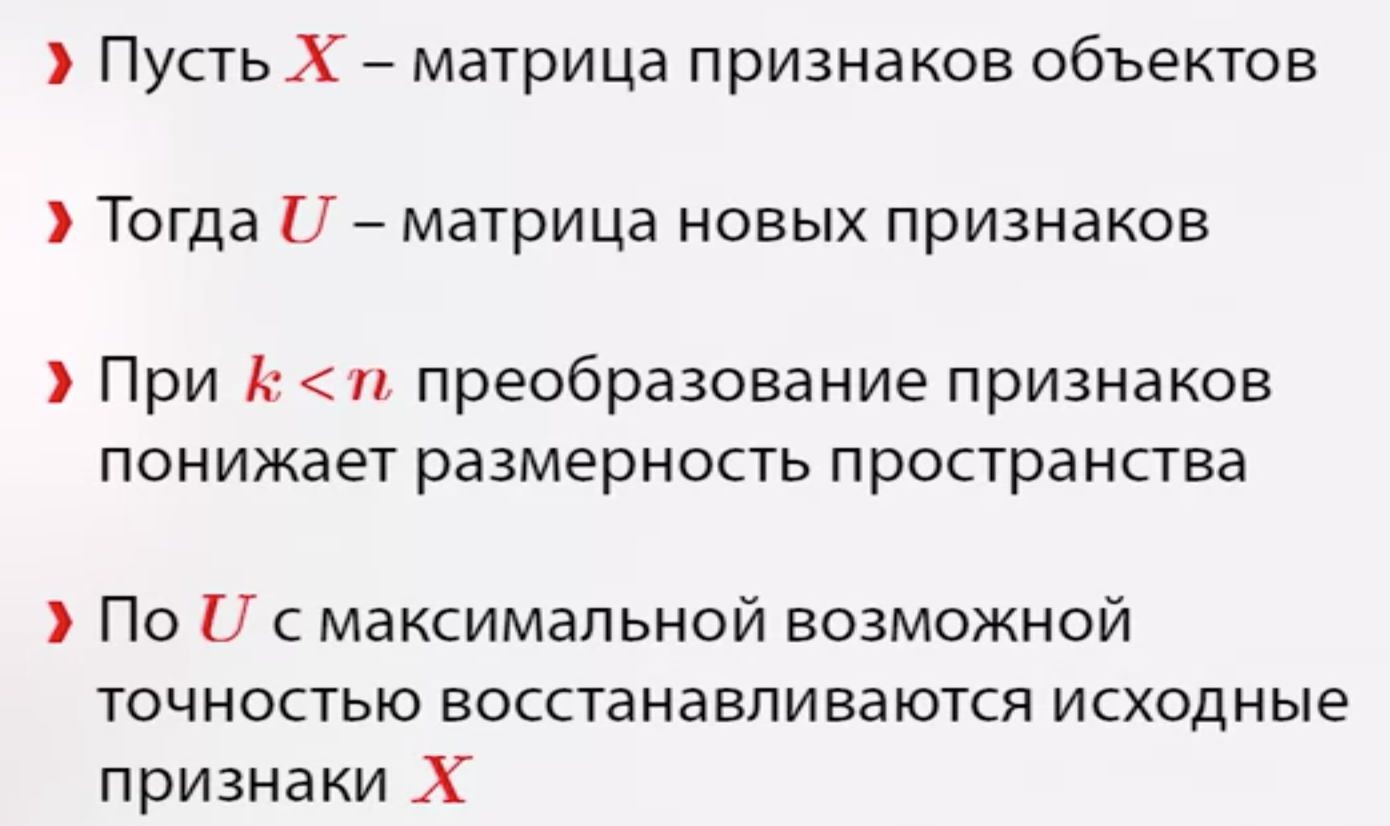 Пусть X – матрица признаков объектов
Тогда U – матрица новых признаков
При k < n преобразование признаков
понижает размерность пространства
По U с максимальной возможной
точностью восстанавливаются исходные
признаки X